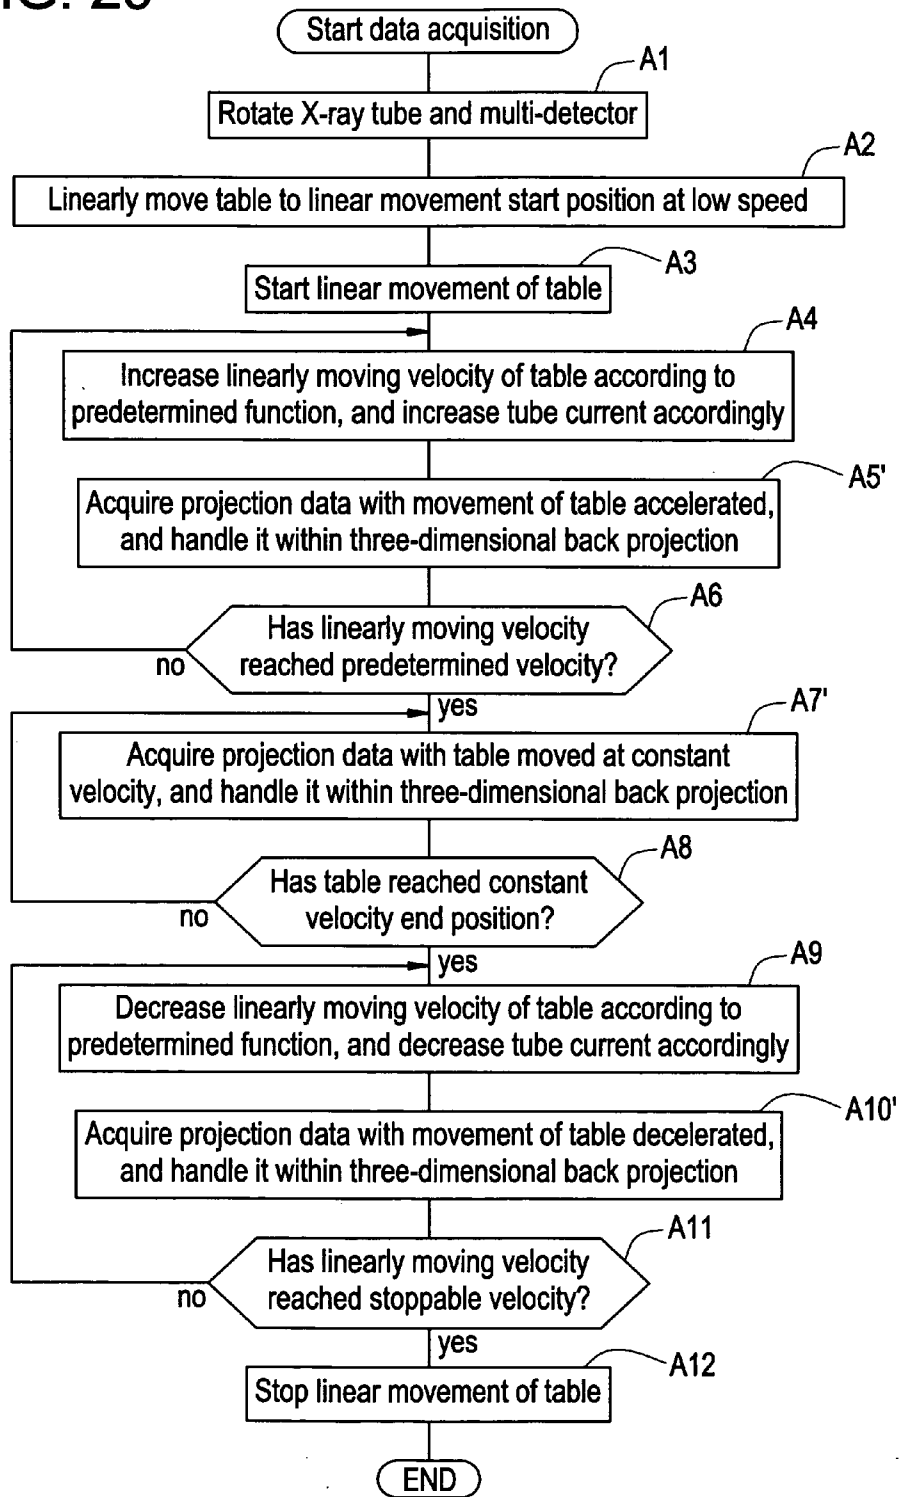 Start data acquisition
A1
Rotate X-ray tube and multi-detector
A2
Linearly move table to linear movement start position at low speed
A3
Start linear movement of table
A4
Increase linearly moving velocity of table according to
predetermined function, and increase tube current accordingly
A5'
Acquire projection data with movement of table accelerated,
and handle it within three-dimensional back projection
A6
Has linearly moving velocity
reached predetermined velocity?
no
yes
A7'
Acquire projection data with table moved at constant
velocity, and handle it within three-dimensional back projection
A8
Has table reached constant
velocity end position?
no
yes
A9
Decrease linearly moving velocity of table according to
predetermined function, and decrease tube current accordingly
A10'
Acquire projection data with movement of table decelerated,
and handle it within three-dimensional back projection
A11
Has linearly moving velocity
reached stoppable velocity?
no
yes
A12
Stop linear movement of table
END